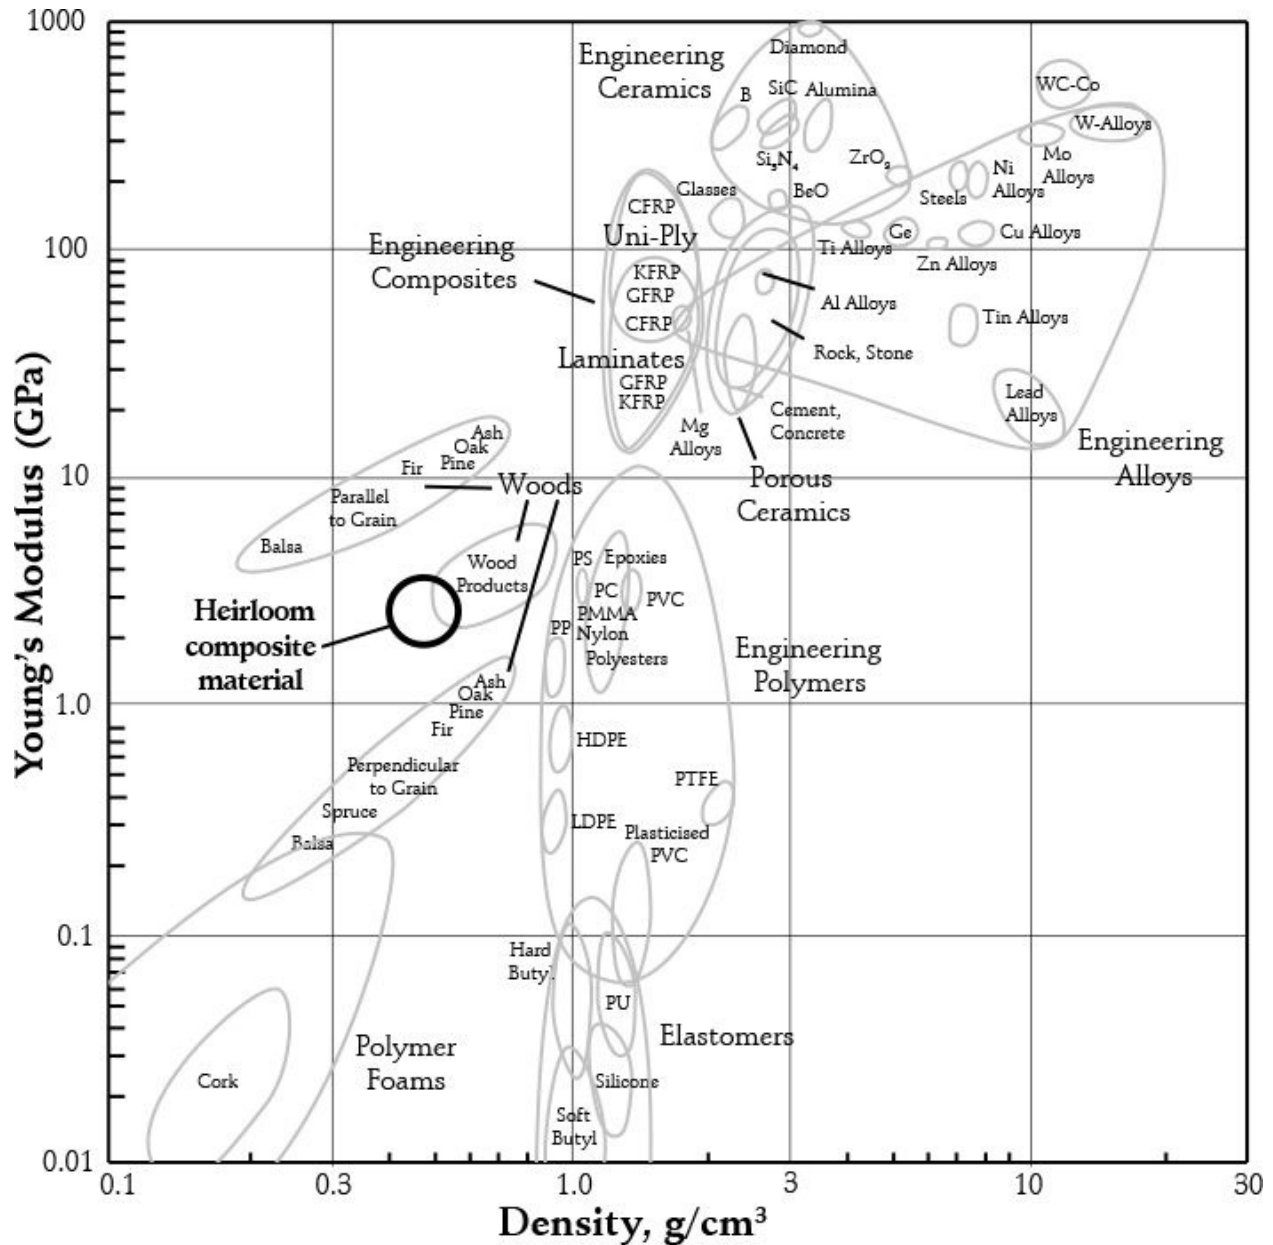 1000
100
10
1.0
0.1
0.01
Young's Modulus (GPa)
0.1
0.3
1.0
3
10
30
Density, g/cm³
Engineering
Ceramics
Diamond
B
SiC
Alumina
Si₃N₄
ZrO₂
BeO
Glasses
WC-Co
W-Alloys
Mo
Alloys
Ni
Alloys
Steels
Cu Alloys
Ge
Ti Alloys
Zn Alloys
Al Alloys
Tin Alloys
Rock, Stone
Lead
Alloys
Cement,
Concrete
Engineering
Alloys
Porous
Ceramics
Mg
Alloys
Engineering
Composites
CFRP
Uni-Ply
KFRP
GFRP
CFRP
Laminates
GFRP
KFRP
Ash
Oak
Pine
Fir
Parallel
to Grain
Balsa
Woods
Wood
Products
Heirloom
composite
material
PS
Epoxies
PC
PVC
PMMA
PP
Nylon
Polyesters
Engineering
Polymers
Ash
Oak
Pine
Fir
Perpendicular
to Grain
Spruce
Balsa
HDPE
PTFE
LDPE
Plasticised
PVC
Hard
Butyl
PU
Elastomers
Polymer
Foams
Cork
Silicone
Soft
Butyl